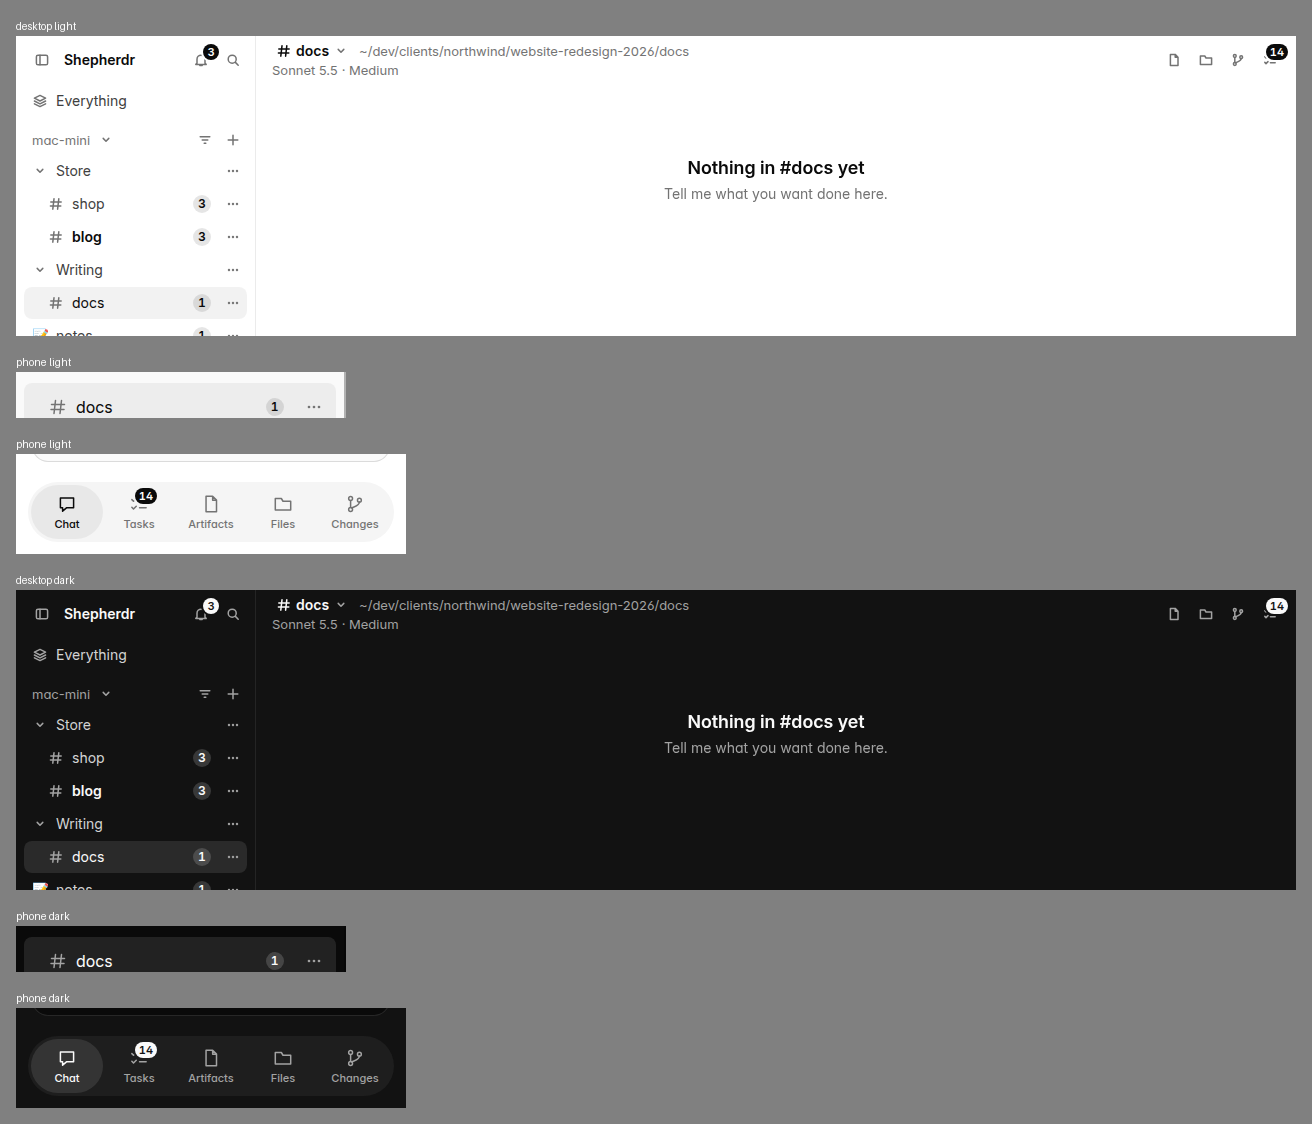 desktop light
Shepherdr 3
# docs ~/dev/clients/northwind/website-redesign-2026/docs 14
Sonnet 5.5 · Medium
Everything
mac-mini
Store
# shop 3
# blog 3
Writing
# docs 1
notes 1
Nothing in #docs yet
Tell me what you want done here.
phone light
# docs 1
phone light
14
Chat Tasks Artifacts Files Changes
desktop dark
Shepherdr 3
# docs ~/dev/clients/northwind/website-redesign-2026/docs 14
Sonnet 5.5 · Medium
Everything
mac-mini
Store
# shop 3
# blog 3
Writing
# docs 1
notes 1
Nothing in #docs yet
Tell me what you want done here.
phone dark
# docs 1
phone dark
14
Chat Tasks Artifacts Files Changes